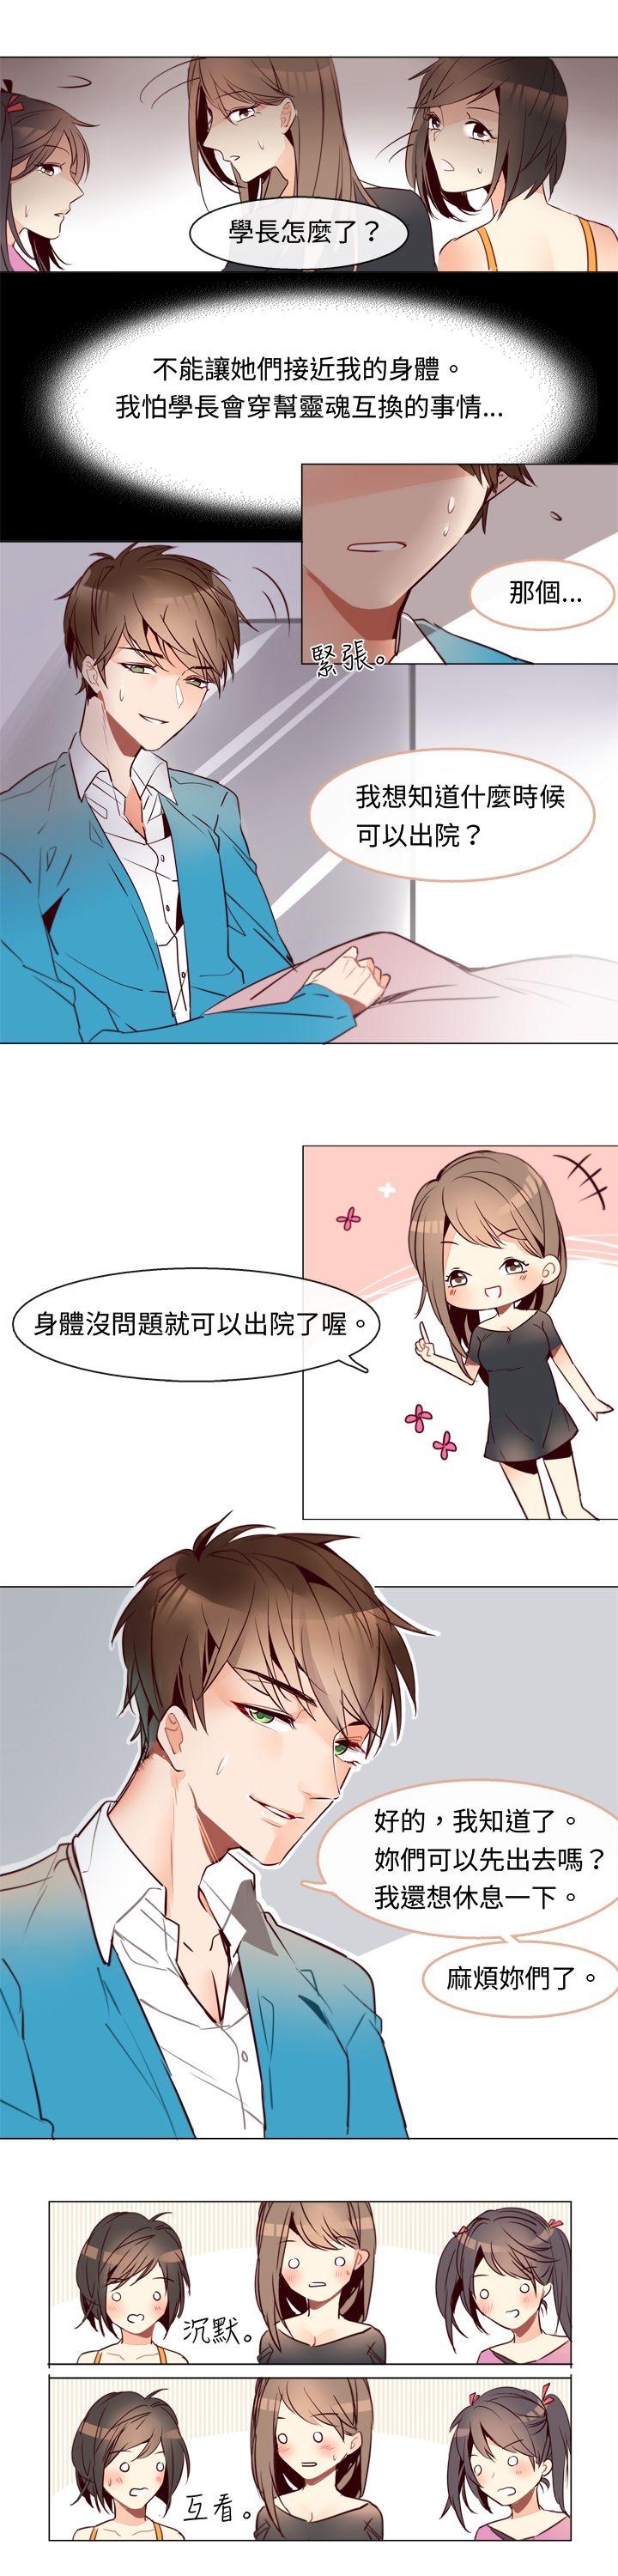 學長怎麼了？
不能讓她們接近我的身體。
我怕學長會穿幫靈魂互換的事情...
那個...
緊張。
我想知道什麼時候
可以出院？
身體沒問題就可以出院了喔。
好的，我知道了。
妳們可以先出去嗎？
我還想休息一下。
麻煩妳們了。
沉默。
互看。